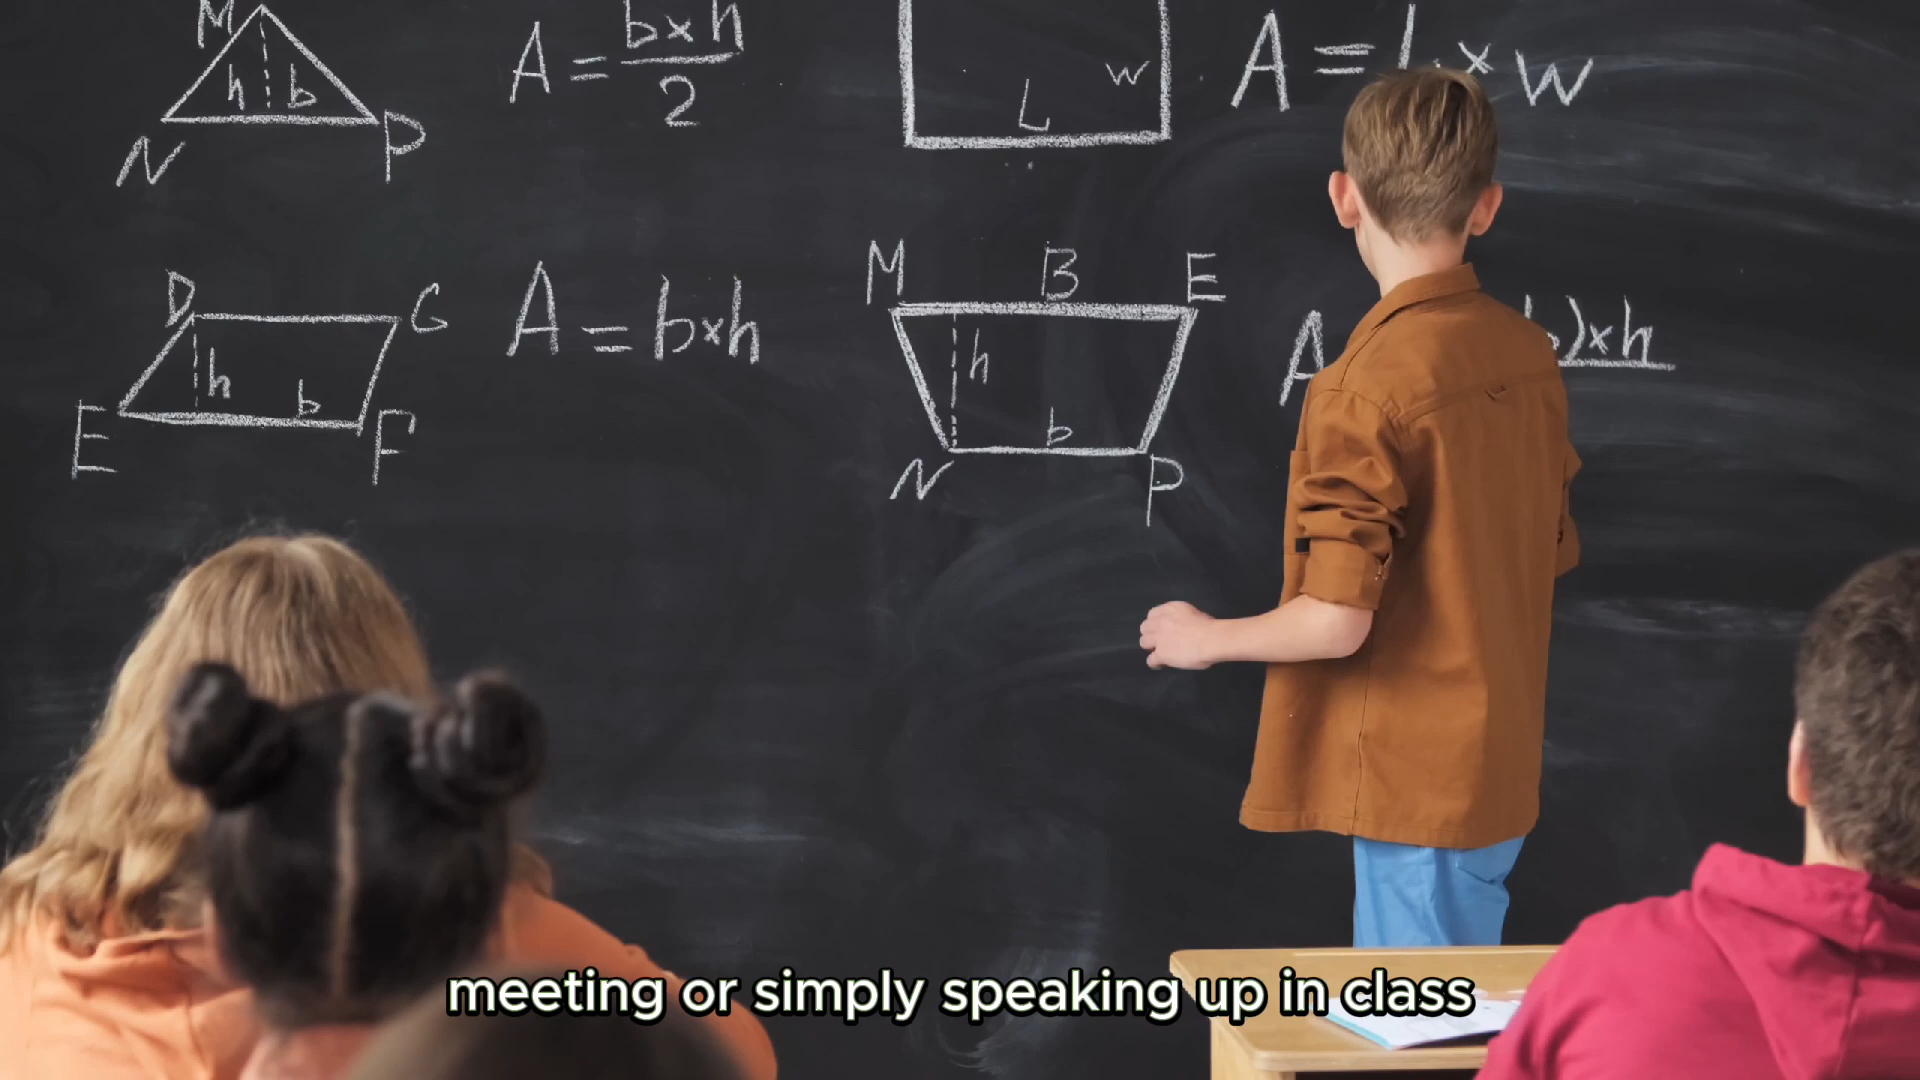 M
h b
N P
A = b×h
2
L w
A = L × w
D G
h b
E F
A = b×h
M B E
h
b
N P
A b)×h
meeting or simply speaking up in class